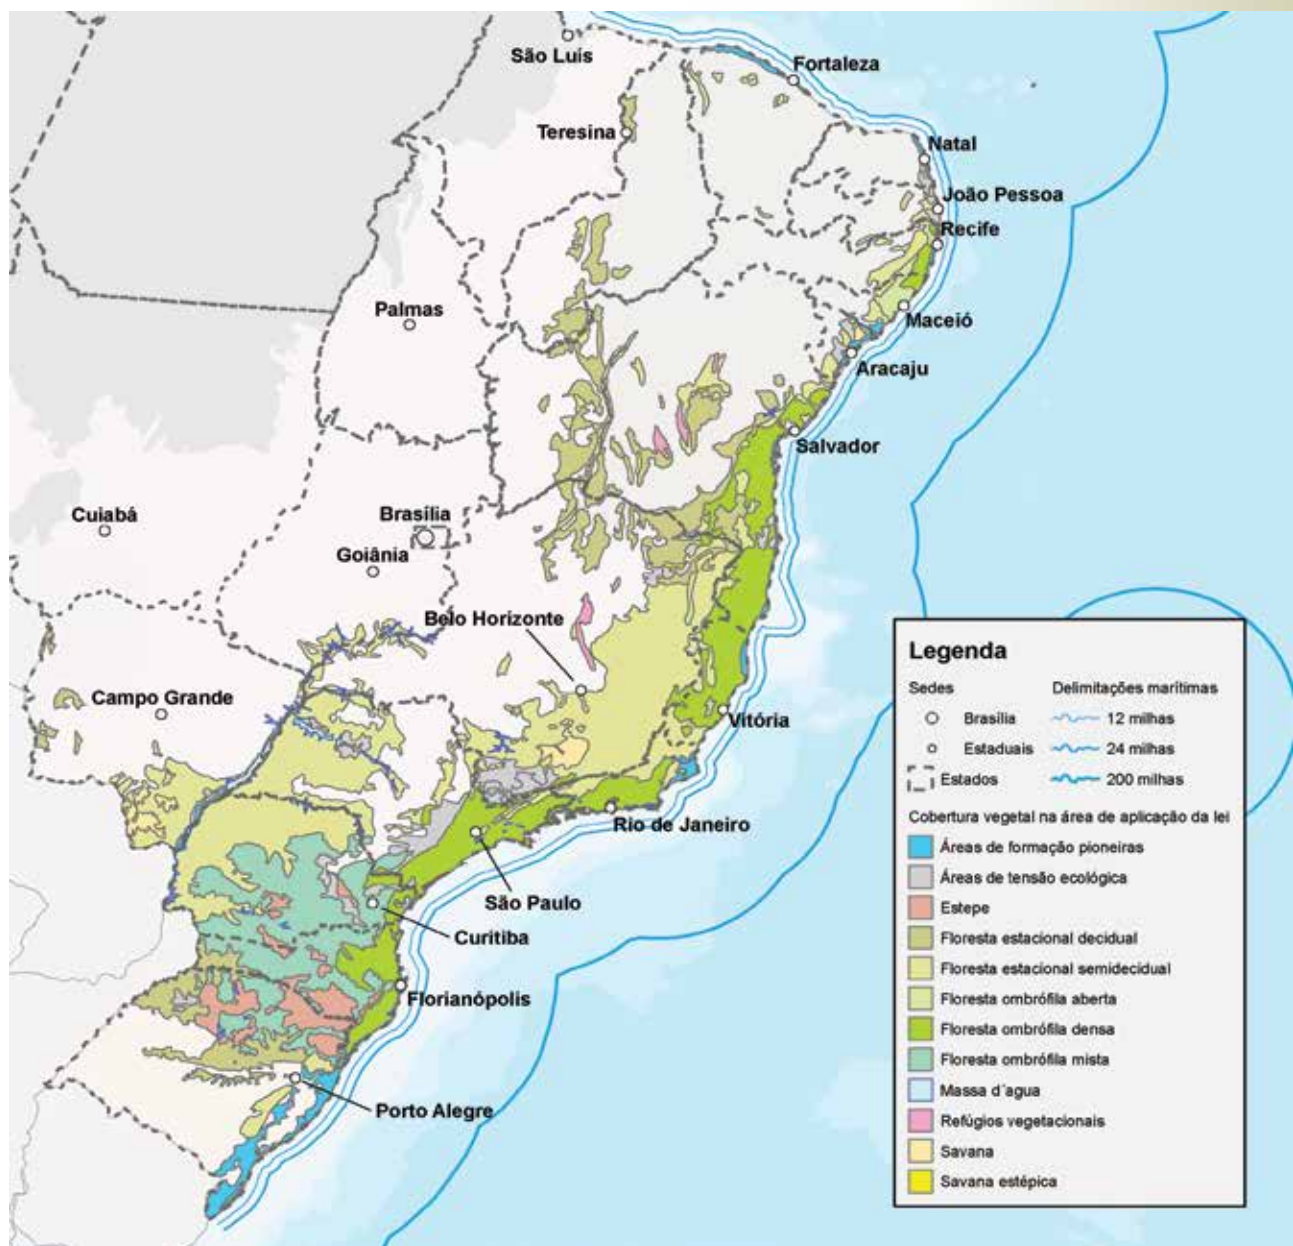 São Luís
Fortaleza
Teresina
Natal
João Pessoa
Recife
Palmas
Maceió
Aracaju
Salvador
Cuiabá
Brasília
Goiânia
Belo Horizonte
Campo Grande
Vitória
Rio de Janeiro
São Paulo
Curitiba
Florianópolis
Porto Alegre
Legenda
Sedes
Brasília
Estaduais
Estados
Delimitações marítimas
12 milhas
24 milhas
200 milhas
Cobertura vegetal na área de aplicação da lei
Áreas de formação pioneiras
Áreas de tensão ecológica
Estepe
Floresta estacional decidual
Floresta estacional semidecidual
Floresta ombrófila aberta
Floresta ombrófila densa
Floresta ombrófila mista
Massa d´agua
Refúgios vegetacionais
Savana
Savana estépica